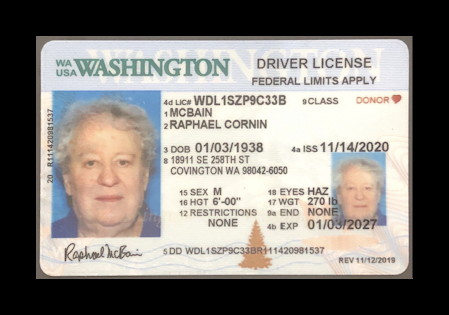 WASHINGTON
WA USA WASHINGTON DRIVER LICENSE
FEDERAL LIMITS APPLY
4d LIC# WDL1SZP9C33B 9 CLASS DONOR
1 MCBAIN
2 RAPHAEL CORNIN
3 DOB 01/03/1938 4a ISS 11/14/2020
8 18911 SE 258TH ST
COVINGTON WA 98042-6050
15 SEX M 18 EYES HAZ
16 HGT 6'-00" 17 WGT 270 lb
12 RESTRICTIONS 9a END NONE
NONE 4b EXP 01/03/2027
5 DD WDL1SZP9C33BR111420981537
REV 11/12/2019
20 R111420981537
Raphael McBain